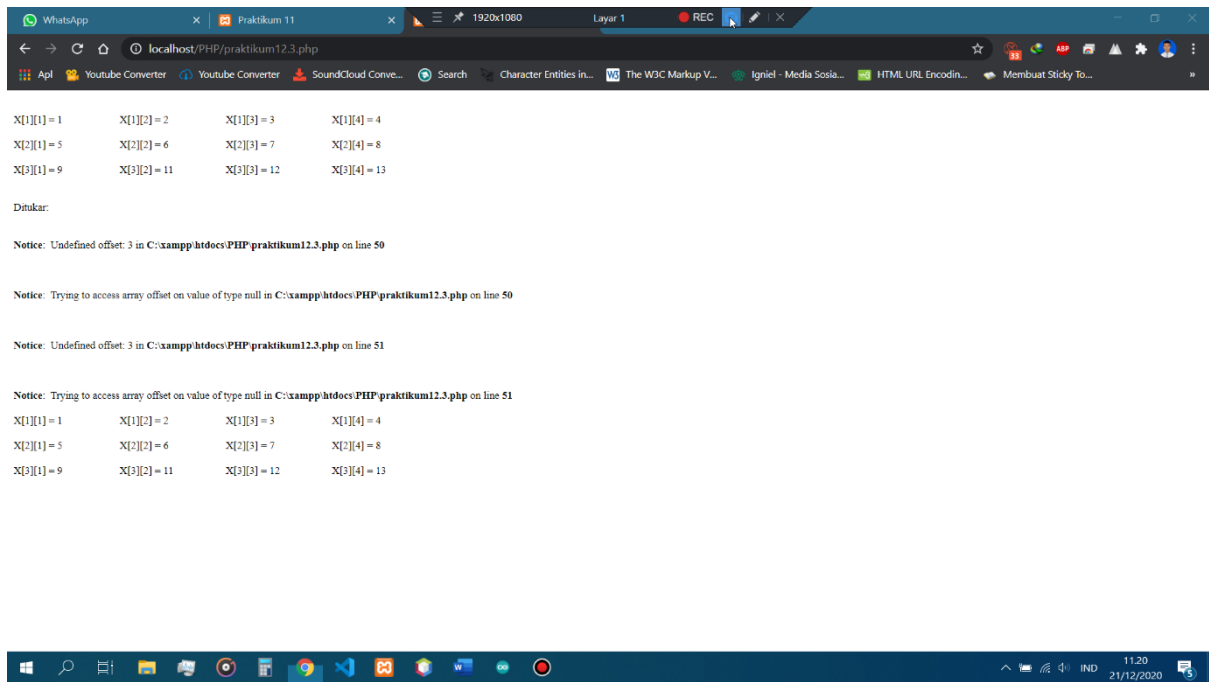 WhatsApp
Praktikum 11
1920x1080
Layar 1
REC
localhost/PHP/praktikum12.3.php
33
ABP
Apl
Youtube Converter
Youtube Converter
SoundCloud Conve...
Search
Character Entities in...
W3
The W3C Markup V...
Igniel - Media Sosia...
HTML URL Encodin...
Membuat Sticky To...
»
X[1][1] = 1 X[1][2] = 2 X[1][3] = 3 X[1][4] = 4
X[2][1] = 5 X[2][2] = 6 X[2][3] = 7 X[2][4] = 8
X[3][1] = 9 X[3][2] = 11 X[3][3] = 12 X[3][4] = 13
Ditukar:
Notice: Undefined offset: 3 in C:\xampp\htdocs\PHP\praktikum12.3.php on line 50
Notice: Trying to access array offset on value of type null in C:\xampp\htdocs\PHP\praktikum12.3.php on line 50
Notice: Undefined offset: 3 in C:\xampp\htdocs\PHP\praktikum12.3.php on line 51
Notice: Trying to access array offset on value of type null in C:\xampp\htdocs\PHP\praktikum12.3.php on line 51
X[1][1] = 1 X[1][2] = 2 X[1][3] = 3 X[1][4] = 4
X[2][1] = 5 X[2][2] = 6 X[2][3] = 7 X[2][4] = 8
X[3][1] = 9 X[3][2] = 11 X[3][3] = 12 X[3][4] = 13
IND
11.20
21/12/2020
5